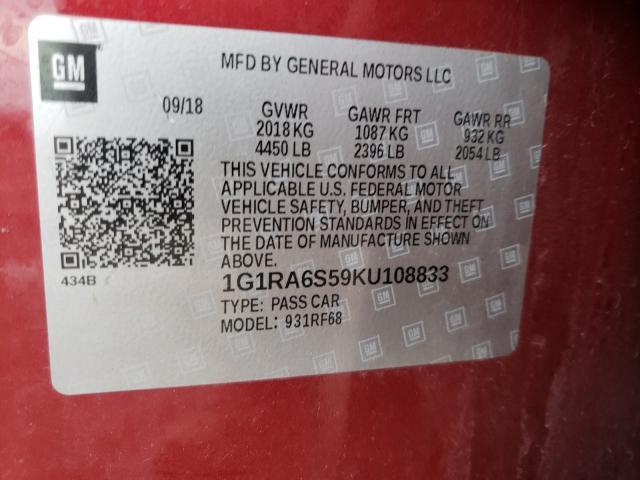 GM
MFD BY GENERAL MOTORS LLC
09/18 GVWR GAWR FRT GAWR RR
2018 KG 1087 KG 932 KG
4450 LB 2396 LB 2054 LB
THIS VEHICLE CONFORMS TO ALL
APPLICABLE U.S. FEDERAL MOTOR
VEHICLE SAFETY, BUMPER, AND THEFT
PREVENTION STANDARDS IN EFFECT ON
THE DATE OF MANUFACTURE SHOWN
ABOVE.
434B
1G1RA6S59KU108833
TYPE: PASS CAR
MODEL: 931RF68